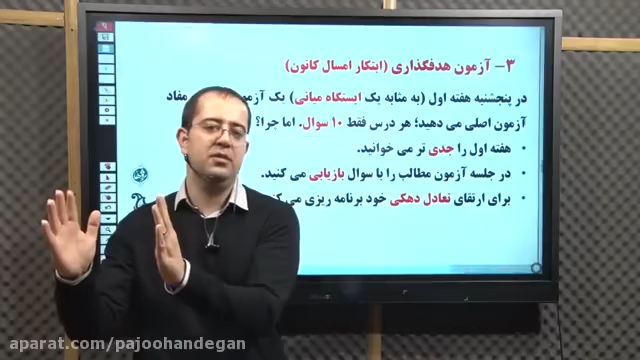 ۳- آزمون هدفگذاری (ابتکار امسال کانون)
در پنجشنبه هفته اول (به مثابه یک ایستگاه میانی) یک آزمون مفاد
آزمون اصلی می دهید؛ هر درس فقط ۱۰ سوال. اما چرا؟
• هفته اول را جدی تر می خوانید.
• در جلسه آزمون مطالب را با سوال بازیابی می کنید.
• برای ارتقای تعادل دهکی خود برنامه ریزی می
aparat.com/pajoohandegan